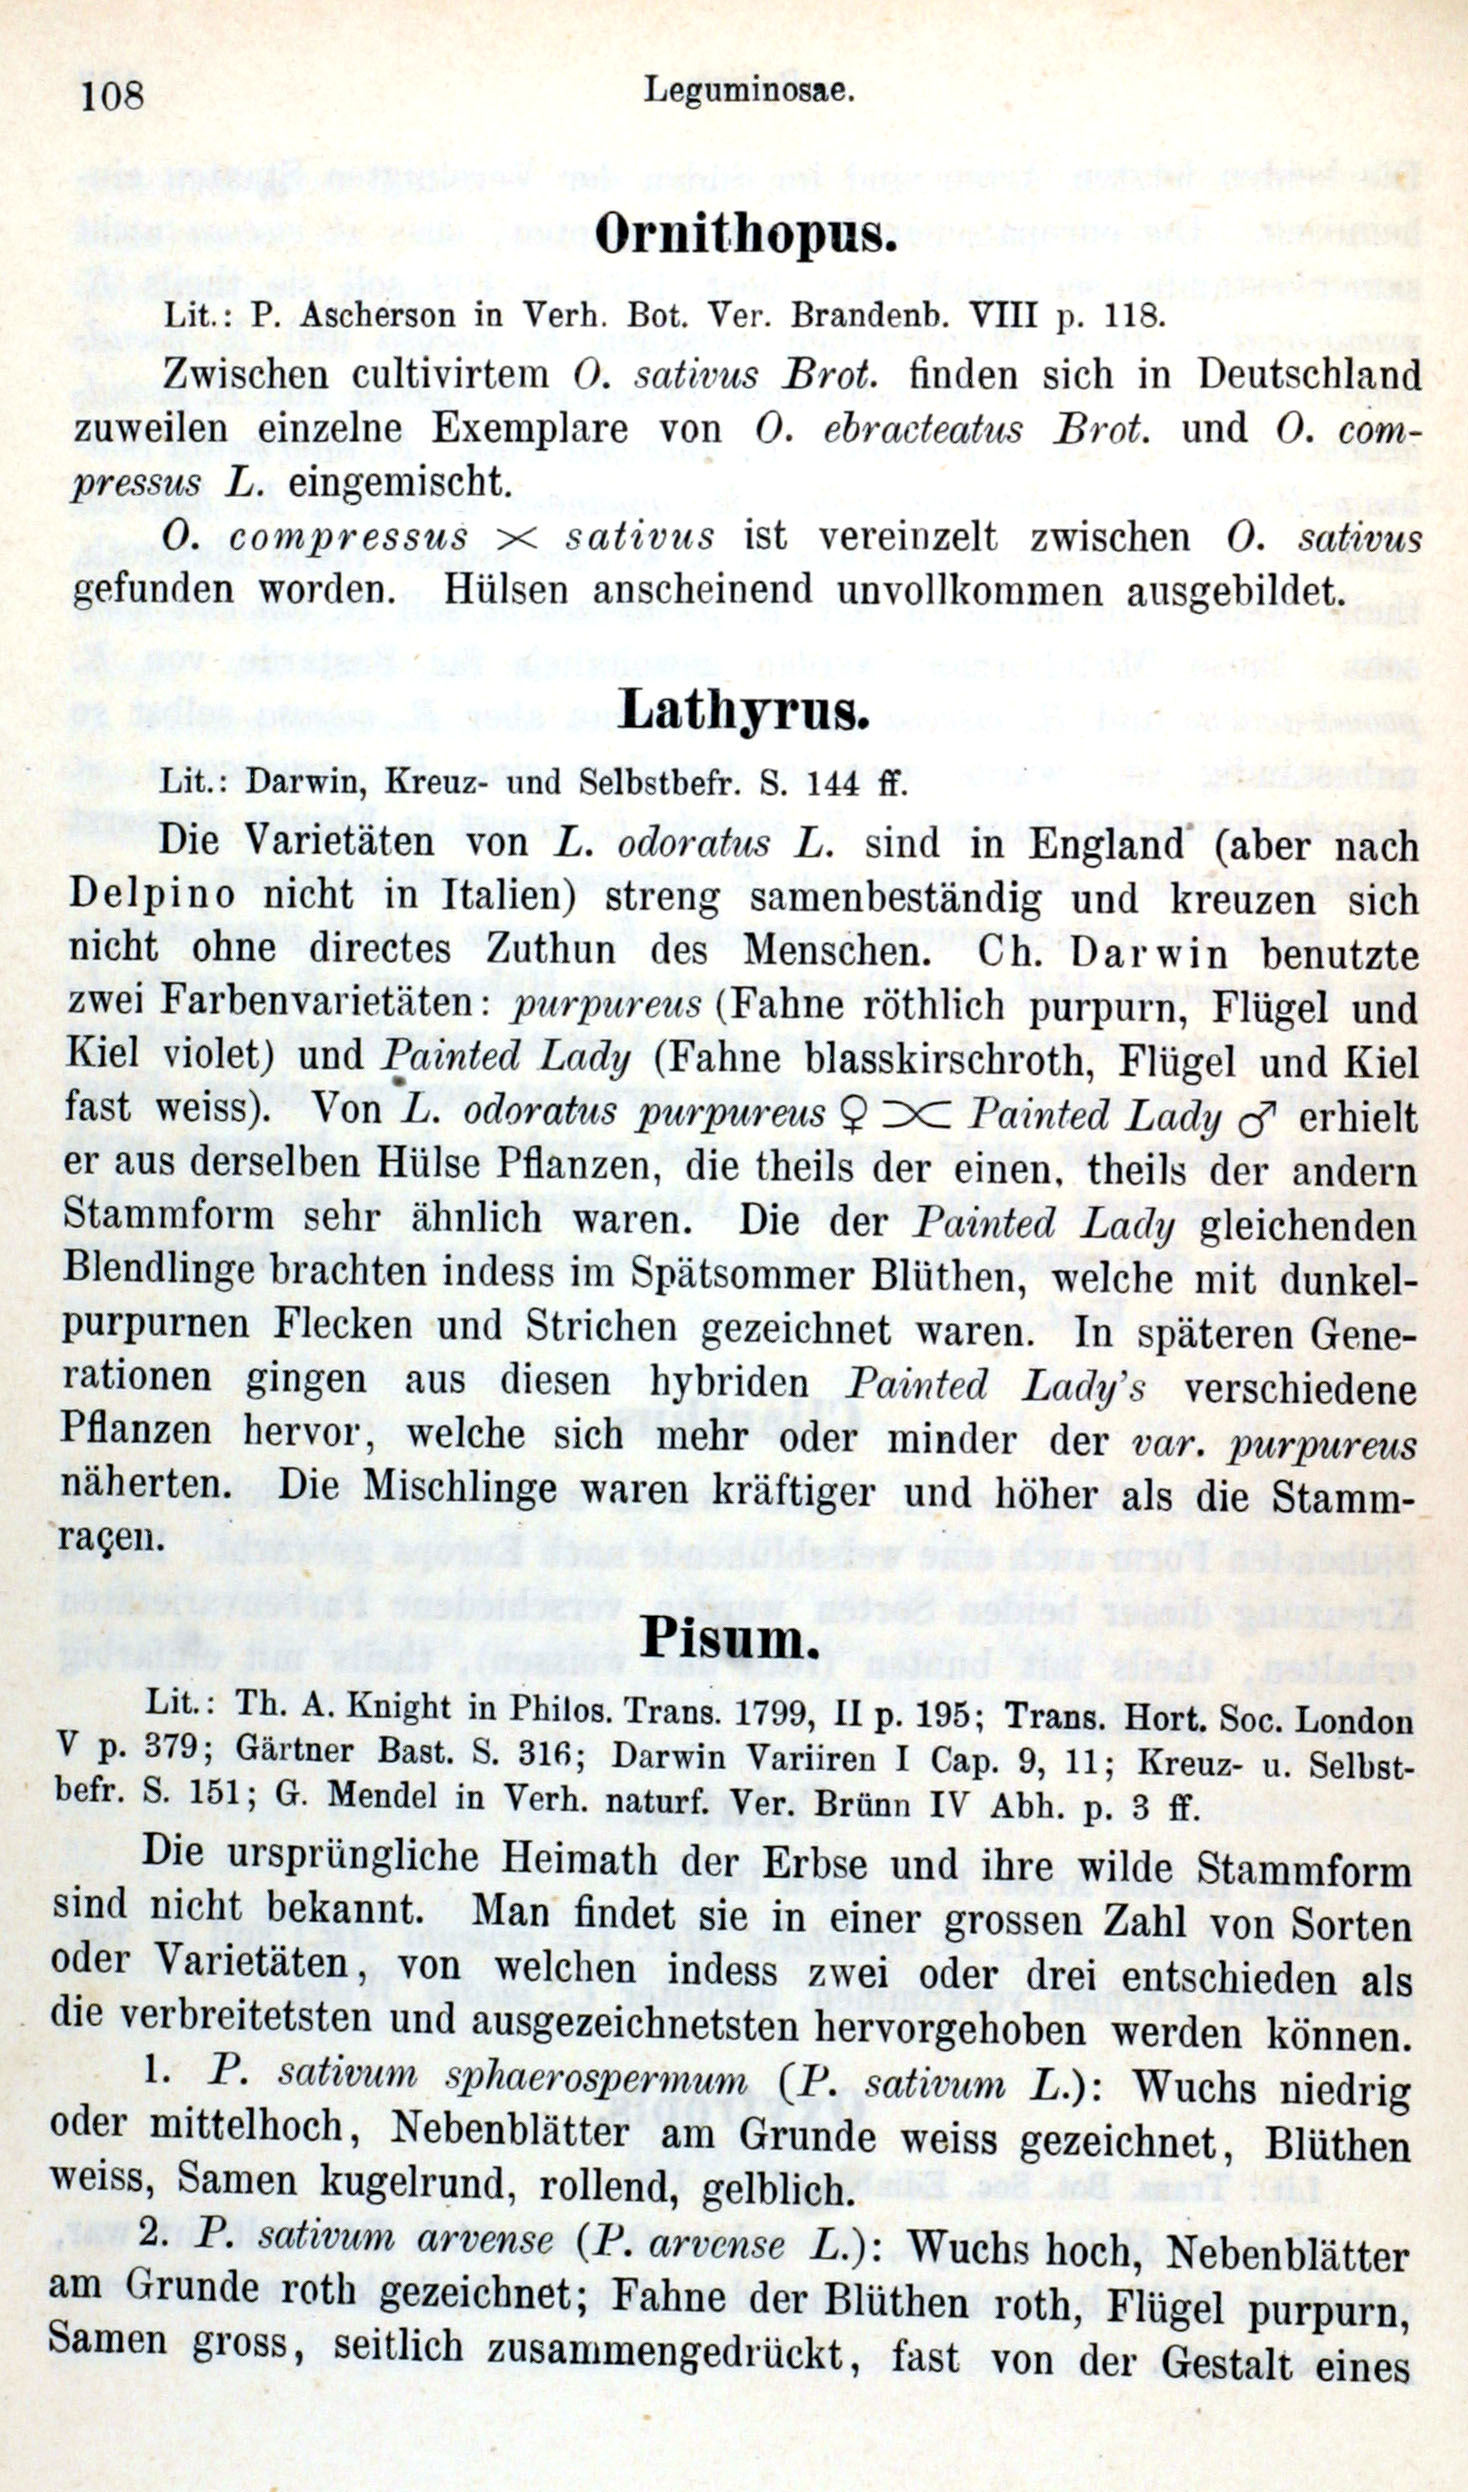 108
Leguminosae.
Ornithopus.
Lit.: P. Ascherson in Verh. Bot. Ver. Brandenb. VIII p. 118.
Zwischen cultivirtem O. sativus Brot. finden sich in Deutschland
zuweilen einzelne Exemplare von O. ebracteatus Brot. und O. com-
pressus L. eingemischt.
O. compressus × sativus ist vereinzelt zwischen O. sativus
gefunden worden. Hülsen anscheinend unvollkommen ausgebildet.
Lathyrus.
Lit.: Darwin, Kreuz- und Selbstbefr. S. 144 ff.
Die Varietäten von L. odoratus L. sind in England (aber nach
Delpino nicht in Italien) streng samenbeständig und kreuzen sich
nicht ohne directes Zuthun des Menschen. Ch. Darwin benutzte
zwei Farbenvarietäten: purpureus (Fahne röthlich purpurn, Flügel und
Kiel violet) und Painted Lady (Fahne blasskirschroth, Flügel und Kiel
fast weiss). Von L. odoratus purpureus ♀ × Painted Lady ♂ erhielt
er aus derselben Hülse Pflanzen, die theils der einen, theils der andern
Stammform sehr ähnlich waren. Die der Painted Lady gleichenden
Blendlinge brachten indess im Spätsommer Blüthen, welche mit dunkel-
purpurnen Flecken und Strichen gezeichnet waren. In späteren Gene-
rationen gingen aus diesen hybriden Painted Lady's verschiedene
Pflanzen hervor, welche sich mehr oder minder der var. purpureus
näherten. Die Mischlinge waren kräftiger und höher als die Stamm-
raçen.
Pisum.
Lit.: Th. A. Knight in Philos. Trans. 1799, II p. 195; Trans. Hort. Soc. London
V p. 379; Gärtner Bast. S. 316; Darwin Variiren I Cap. 9, 11; Kreuz- u. Selbst-
befr. S. 151; G. Mendel in Verh. naturf. Ver. Brünn IV Abh. p. 3 ff.
Die ursprüngliche Heimath der Erbse und ihre wilde Stammform
sind nicht bekannt. Man findet sie in einer grossen Zahl von Sorten
oder Varietäten, von welchen indess zwei oder drei entschieden als
die verbreitetsten und ausgezeichnetsten hervorgehoben werden können.
1. P. sativum sphaerospermum (P. sativum L.): Wuchs niedrig
oder mittelhoch, Nebenblätter am Grunde weiss gezeichnet, Blüthen
weiss, Samen kugelrund, rollend, gelblich.
2. P. sativum arvense (P. arvense L.): Wuchs hoch, Nebenblätter
am Grunde roth gezeichnet; Fahne der Blüthen roth, Flügel purpurn,
Samen gross, seitlich zusammengedrückt, fast von der Gestalt eines